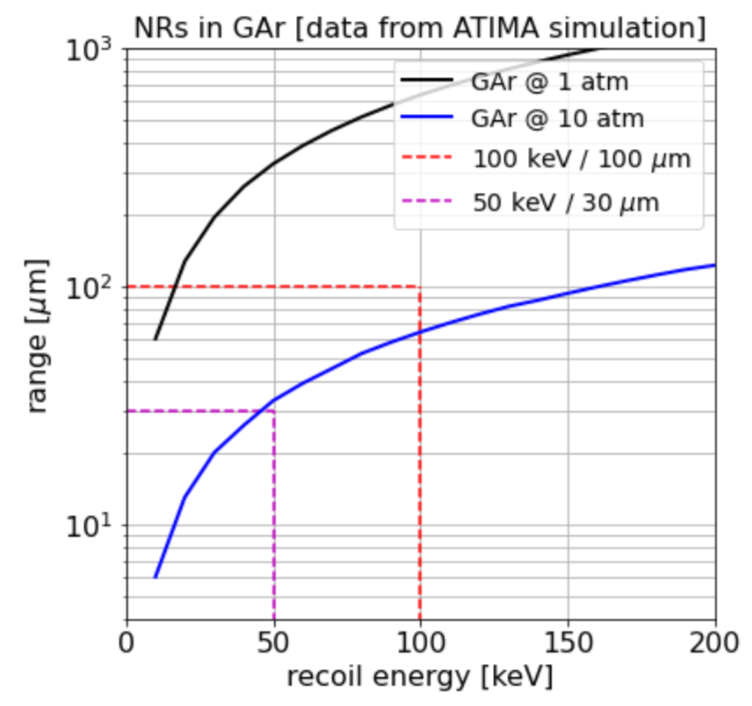 NRs in GAr [data from ATIMA simulation]
10³
GAr @ 1 atm
GAr @ 10 atm
100 keV / 100 μm
50 keV / 30 μm
range [μm]
10²
10¹
0 50 100 150 200
recoil energy [keV]